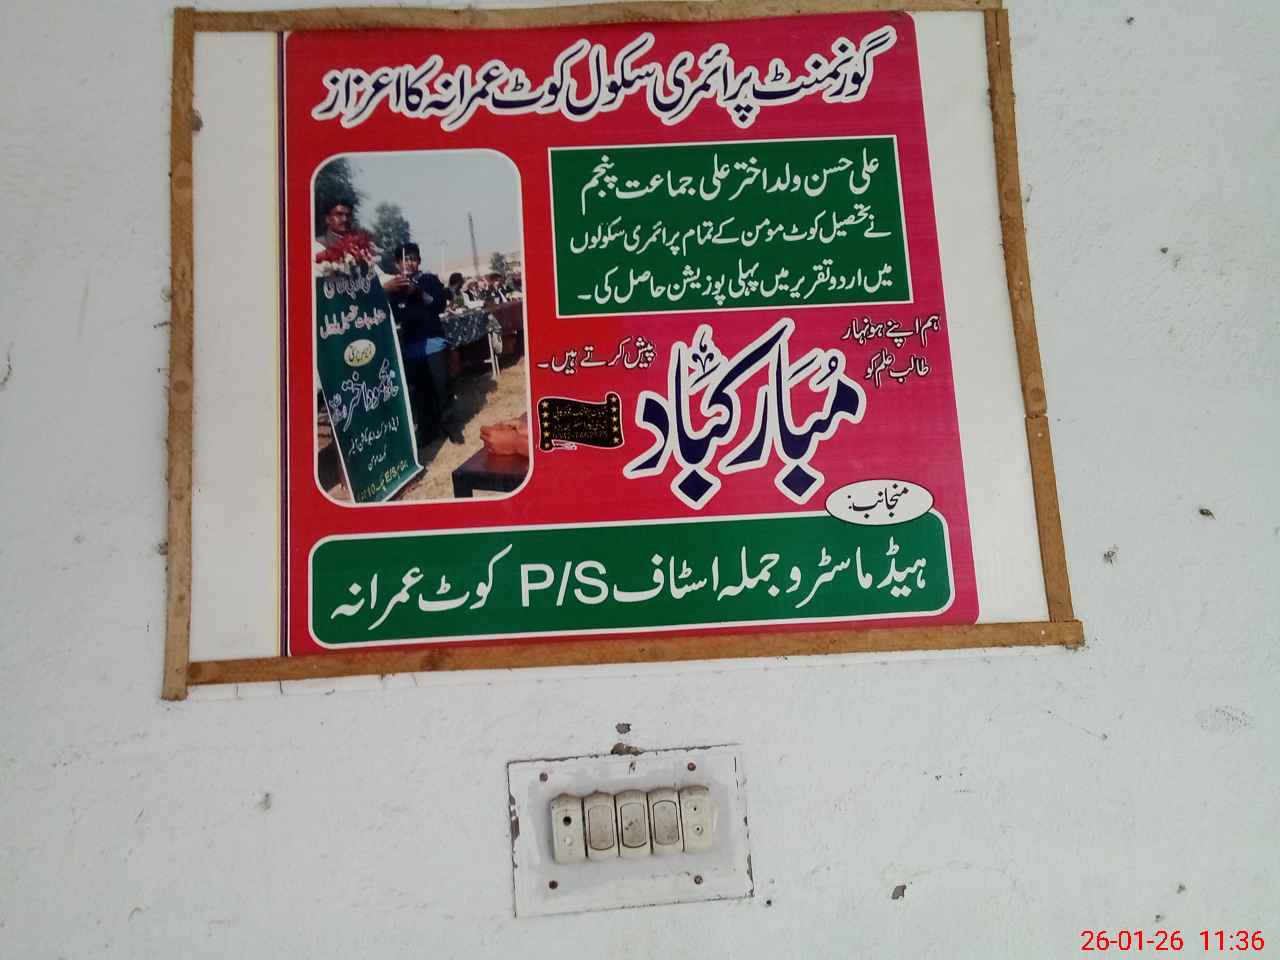 گورنمنٹ پرائمری سکول کوٹ عمرانہ کا اعزاز
علی حسن ولد اختر علی جماعت پنجم
نے تحصیل کوٹ مومن کے تمام پرائمری سکولوں
میں اردو تقریر میں پہلی پوزیشن حاصل کی۔
ہم اپنے ہونہار
طالب علم کو
مُبارکباد
پیش کرتے ہیں۔
منجانب:
ہیڈ ماسٹر و جملہ اسٹاف P/S کوٹ عمرانہ
26-01-26 11:36